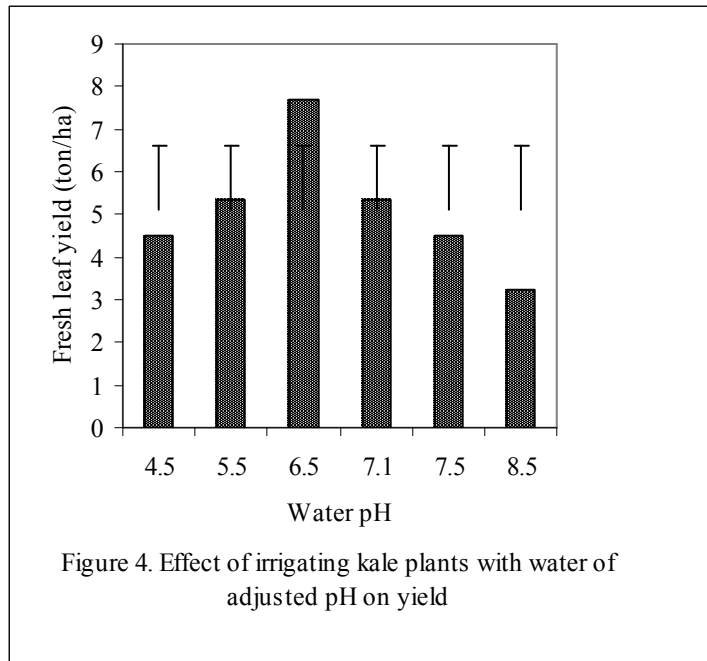 9
8
7
6
5
4
3
2
1
0
Fresh leaf yield (ton/ha)
4.5 5.5 6.5 7.1 7.5 8.5
Water pH
Figure 4. Effect of irrigating kale plants with water of
adjusted pH on yield